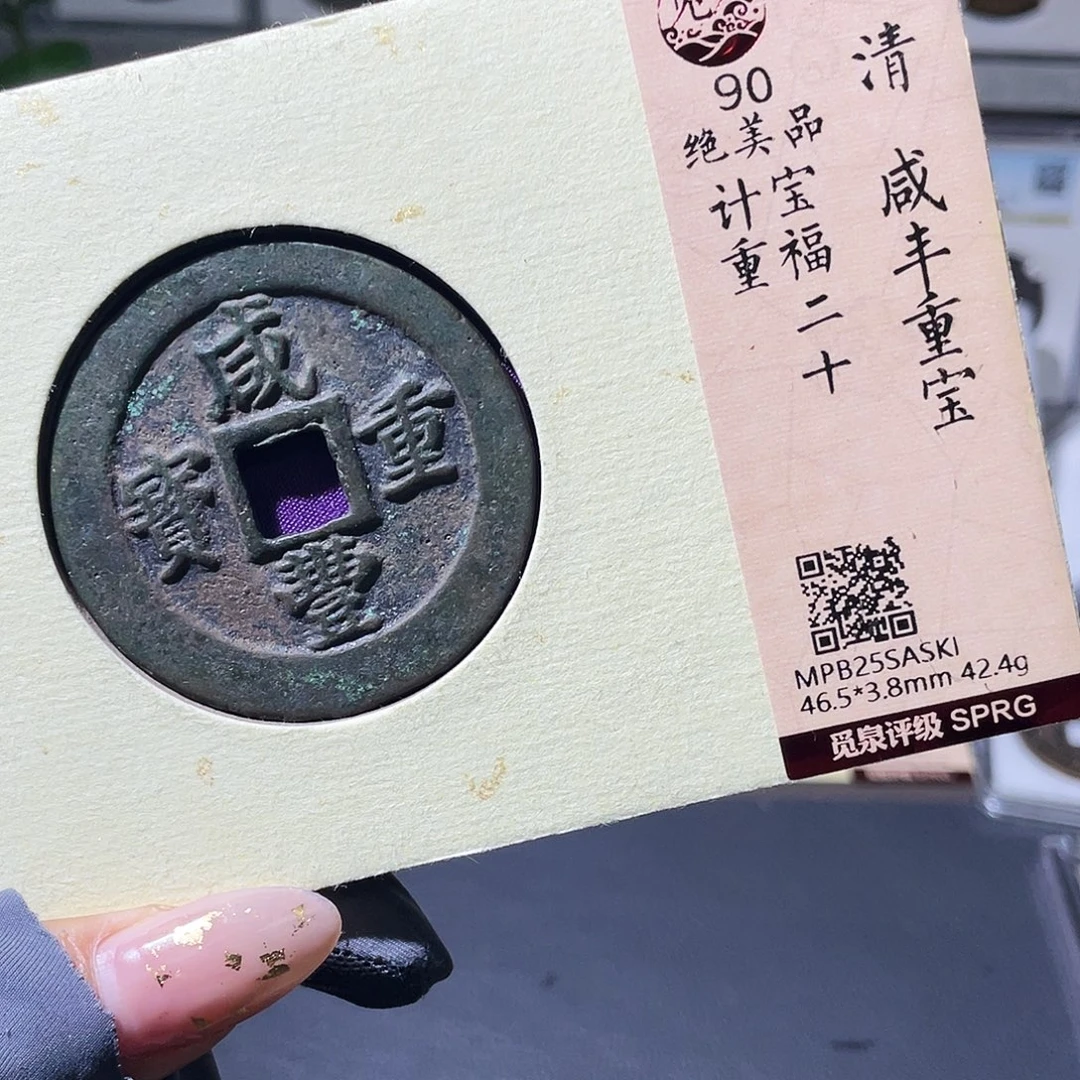 咸豐重寶
清 咸丰重宝
90
绝美品
宝福二十
计重
MPB25SASKI
46.5*3.8mm 42.4g
觅泉评级 SPRG